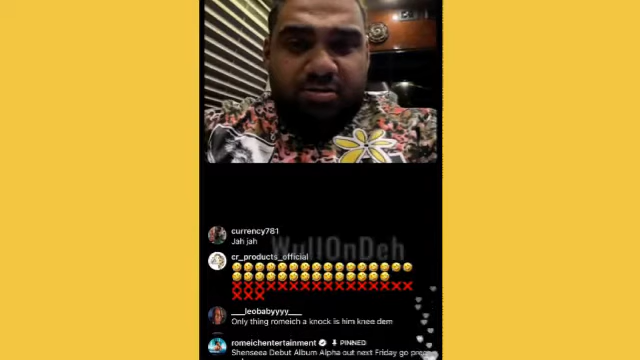 currency781
Jah jah
WullOnDeh
cr_products_official
___leobabyyyy___
Only thing romeich a knock is him knee dem
romeichentertainment PINNED
Shenseea Debut Album Alpha out next Friday go